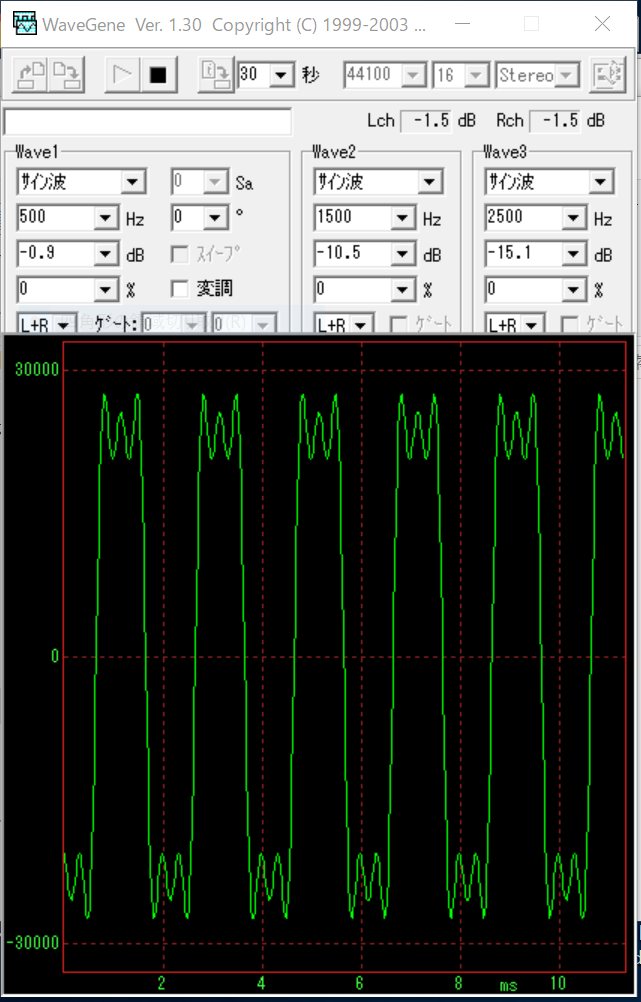 WaveGene Ver. 1.30 Copyright (C) 1999-2003 ...
30 秒 44100 16 Stereo
Lch -1.5 dB Rch -1.5 dB
Wave1 Wave2 Wave3
サイン波 0 Sa サイン波 サイン波
500 Hz 0 ° 1500 Hz 2500 Hz
-0.9 dB スイープ -10.5 dB -15.1 dB
0 % 変調 0 % 0 %
L+R ゲート: 0 0 L+R ゲート L+R ゲート
30000
0
-30000
2 4 6 8 ms 10